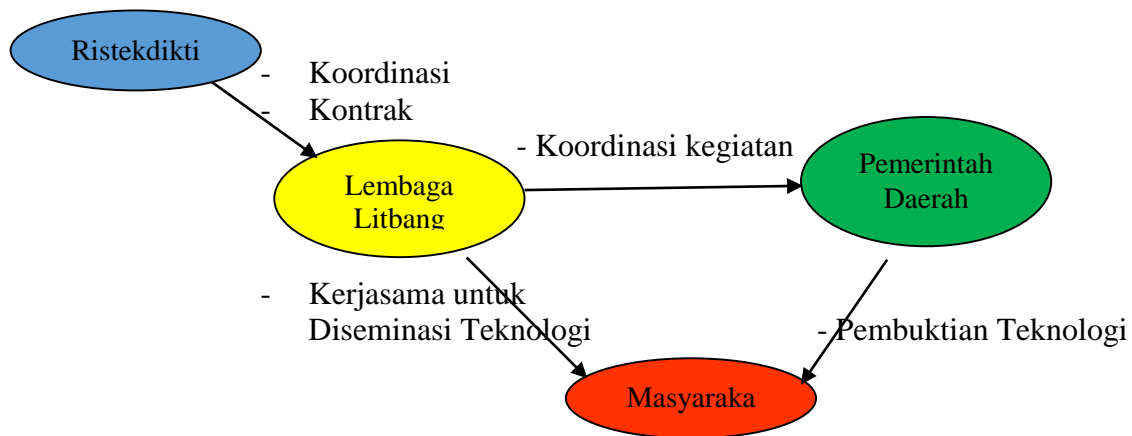 Ristekdikti
- Koordinasi
- Kontrak
- Koordinasi kegiatan
Pemerintah
Daerah
Lembaga
Litbang
- Kerjasama untuk
Diseminasi Teknologi
- Pembuktian Teknologi
Masyaraka